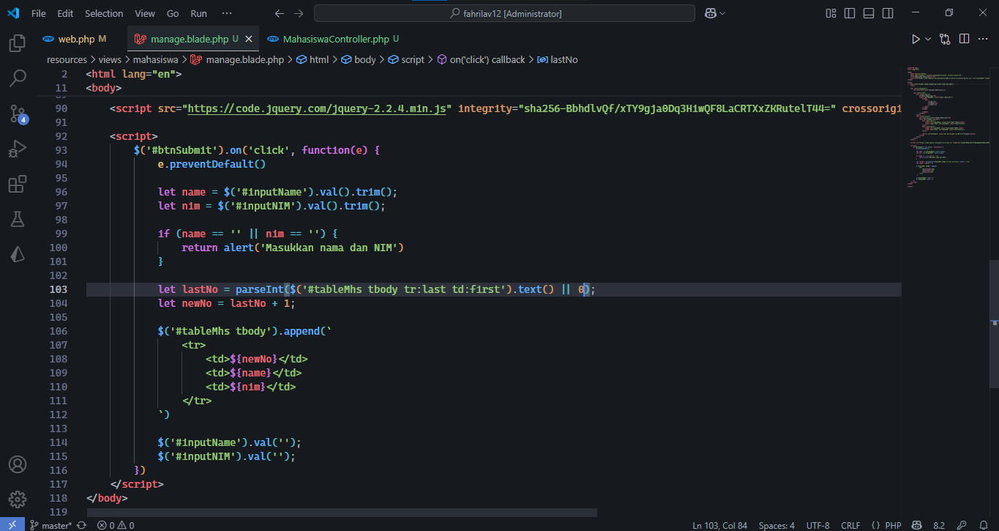 File Edit Selection View Go Run ··· fahrilav12 [Administrator]
web.php M manage.blade.php U MahasiswaController.php U
resources > views > mahasiswa > manage.blade.php > html > body > script > on('click') callback > lastNo
2 <html lang="en">
11 <body>
90 <script src="https://code.jquery.com/jquery-2.2.4.min.js" integrity="sha256-BbhdlvQf/xTY9gja0Dq3HiwQF8LaCRTXxZKRutelT44=" crossorigi
91
92 <script>
93 $('#btnSubmit').on('click', function(e) {
94 e.preventDefault()
95
96 let name = $('#inputName').val().trim();
97 let nim = $('#inputNIM').val().trim();
98
99 if (name == '' || nim == '') {
100 return alert('Masukkan nama dan NIM')
101 }
102
103 let lastNo = parseInt($('#tableMhs tbody tr:last td:first').text() || 0);
104 let newNo = lastNo + 1;
105
106 $('#tableMhs tbody').append(`
107 <tr>
108 <td>${newNo}</td>
109 <td>${name}</td>
110 <td>${nim}</td>
111 </tr>
112 `)
113
114 $('#inputName').val('');
115 $('#inputNIM').val('');
116 })
117 </script>
118 </body>
119
4
master* 0 0 Ln 103, Col 84 Spaces: 4 UTF-8 CRLF { } PHP 8.2